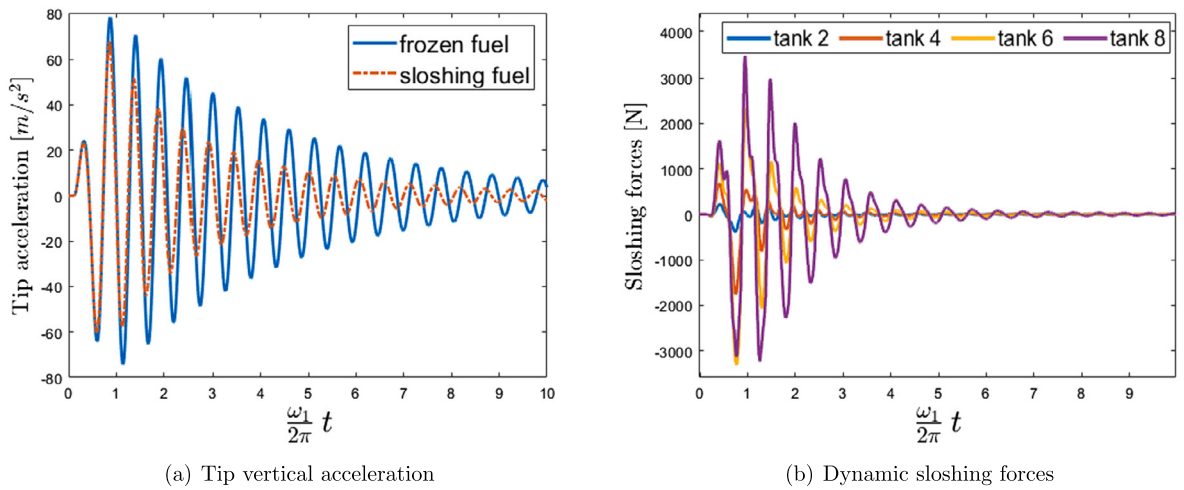 frozen fuel
sloshing fuel
Tip acceleration [m/s²]
80
60
40
20
0
-20
-40
-60
-80
0 1 2 3 4 5 6 7 8 9 10
ω₁/2π t
(a) Tip vertical acceleration
tank 2 tank 4 tank 6 tank 8
Sloshing forces [N]
4000
3000
2000
1000
0
-1000
-2000
-3000
0 1 2 3 4 5 6 7 8 9
ω₁/2π t
(b) Dynamic sloshing forces